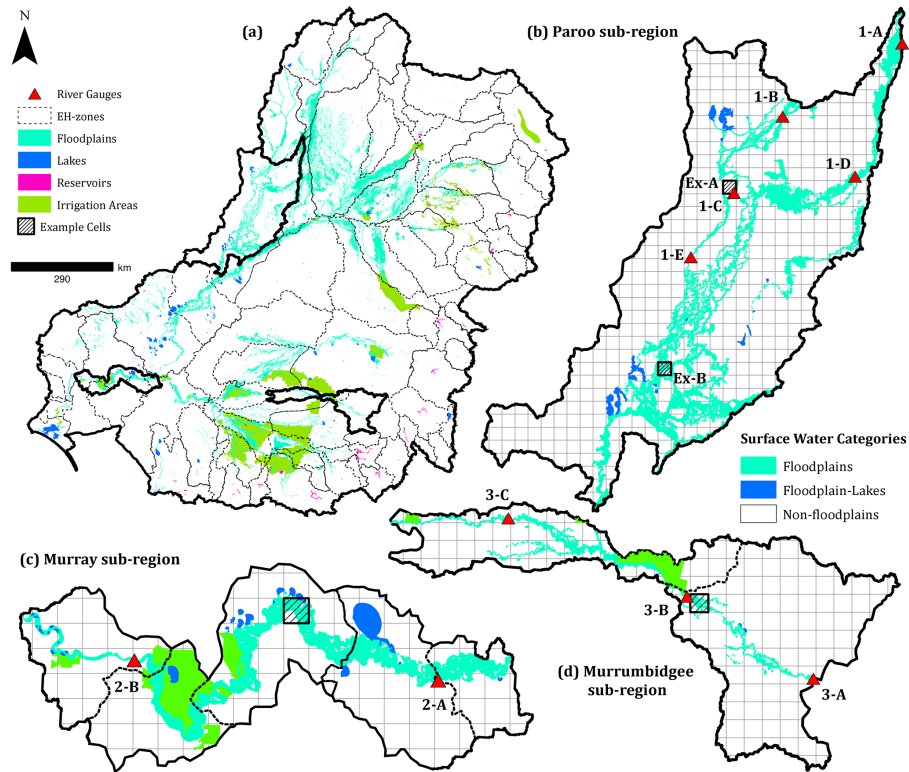 N
(a)
(b) Paroo sub-region
1-A
River Gauges
EH-zones
Floodplains
Lakes
Reservoirs
Irrigation Areas
Example Cells
290
km
1-B
1-D
Ex-A
1-C
1-E
Ex-B
Surface Water Categories
Floodplains
Floodplain-Lakes
Non-floodplains
3-C
(c) Murray sub-region
3-B
(d) Murrumbidgee
sub-region
3-A
2-B
2-A